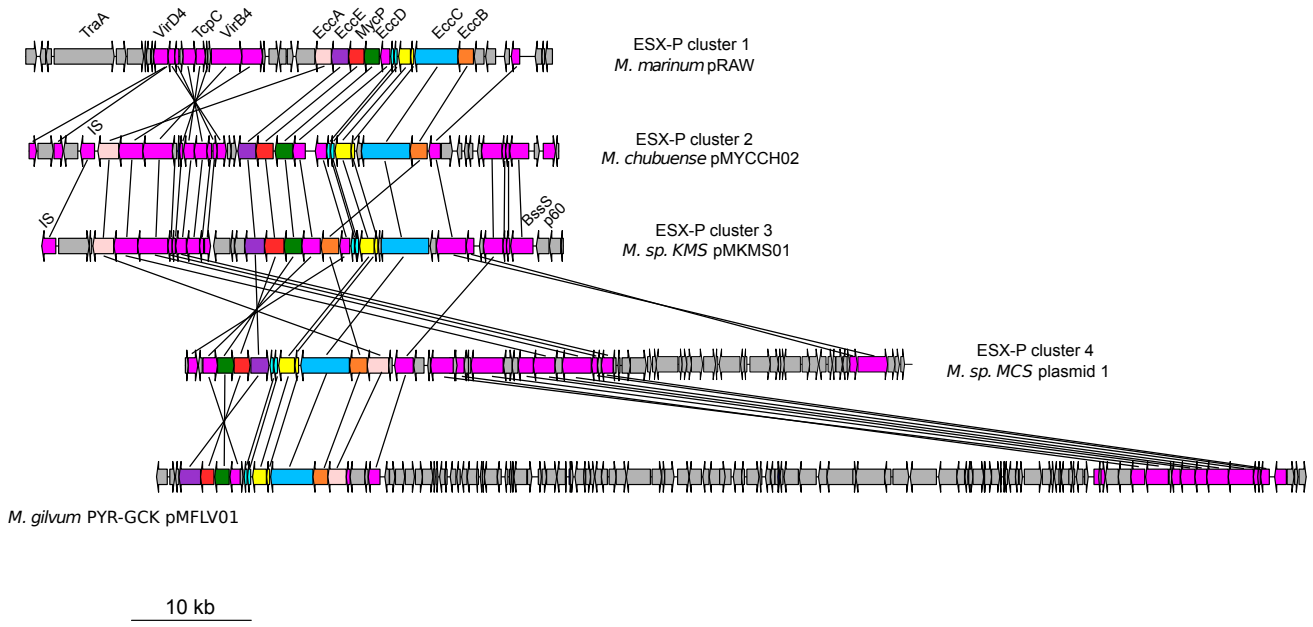 TraA VirD4 TcpC VirB4 EccA EccE MycP EccD EccC EccB
ESX-P cluster 1
M. marinum pRAW
IS
ESX-P cluster 2
M. chubuense pMYCCH02
IS BssS p60
ESX-P cluster 3
M. sp. KMS pMKMS01
ESX-P cluster 4
M. sp. MCS plasmid 1
M. gilvum PYR-GCK pMFLV01
10 kb